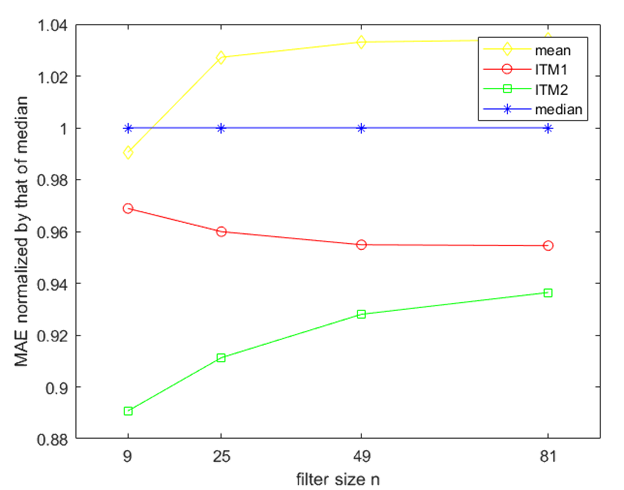 1.04
1.02
1
0.98
0.96
0.94
0.92
0.9
0.88
MAE normalized by that of median
mean
ITM1
ITM2
median
9
25
49
81
filter size n